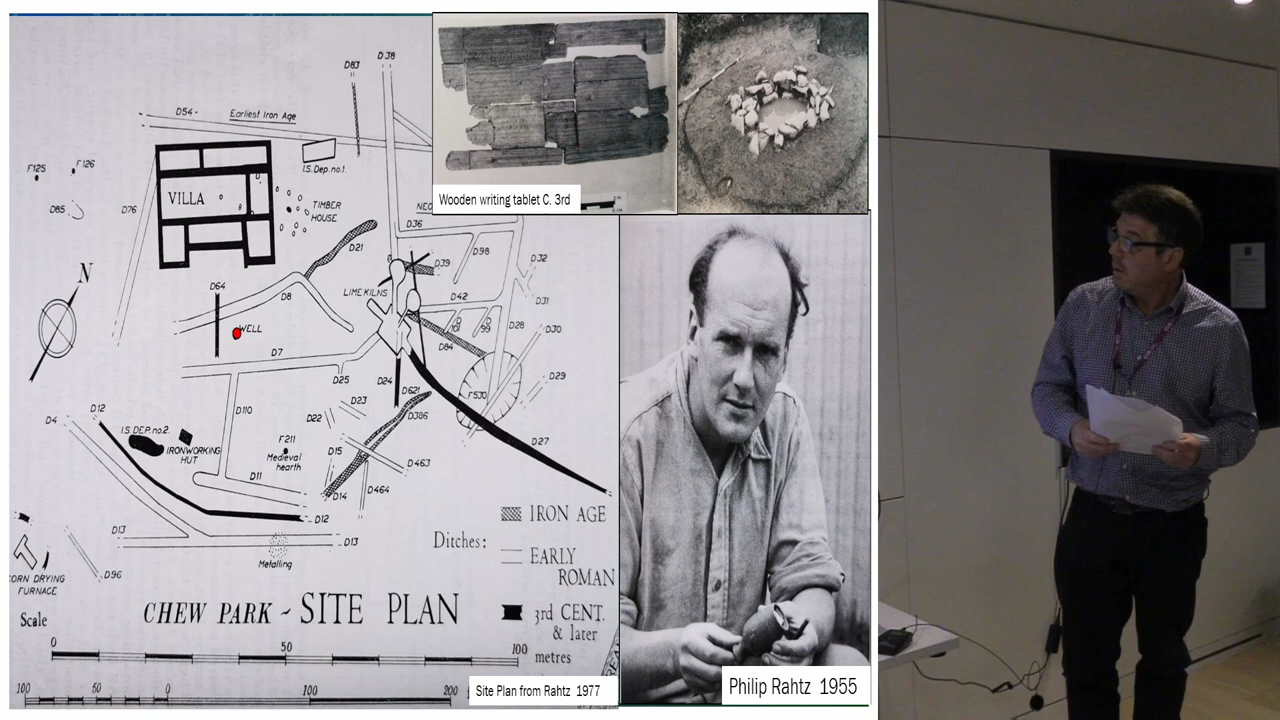 D83
D38
D54
Earliest Iron Age
F125
F126
I.S. Dep. no.1.
VILLA
TIMBER
HOUSE
D85
D76
Wooden writing tablet C. 3rd
D36
D21
D39
D98
D32
N
D64
D8
LIMEKILNS
D42
D31
WELL
D
101
99
D28
D30
D84
D7
D25
D24
D621
F530
D29
D12
D4
D110
D23
D22
D386
I.S. DEP. no.2.
IRONWORKING
HUT
F211
Medieval
hearth
D15
D27
D463
D11
D14
D464
D12
D13
D13
Metalling
D96
CORN DRYING
FURNACE
Ditches:
IRON AGE
EARLY
ROMAN
3rd CENT.
& later
CHEW PARK ~ SITE PLAN
Scale
0 50 100
metres
100 50 0 100 200
Site Plan from Rahtz 1977
Philip Rahtz 1955